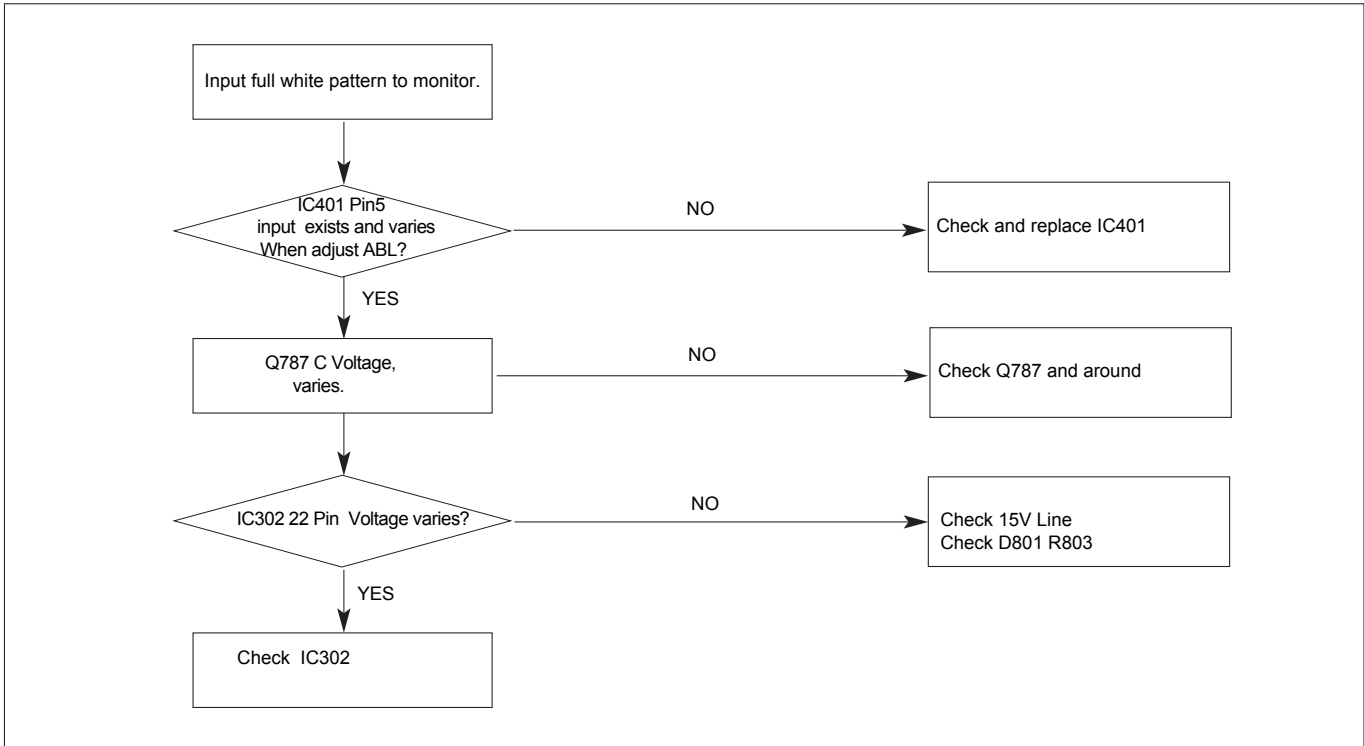 Input full white pattern to monitor.
IC401 Pin5
input exists and varies
When adjust ABL?
NO
Check and replace IC401
YES
Q787 C Voltage,
varies.
NO
Check Q787 and around
IC302 22 Pin Voltage varies?
NO
Check 15V Line
Check D801 R803
YES
Check IC302